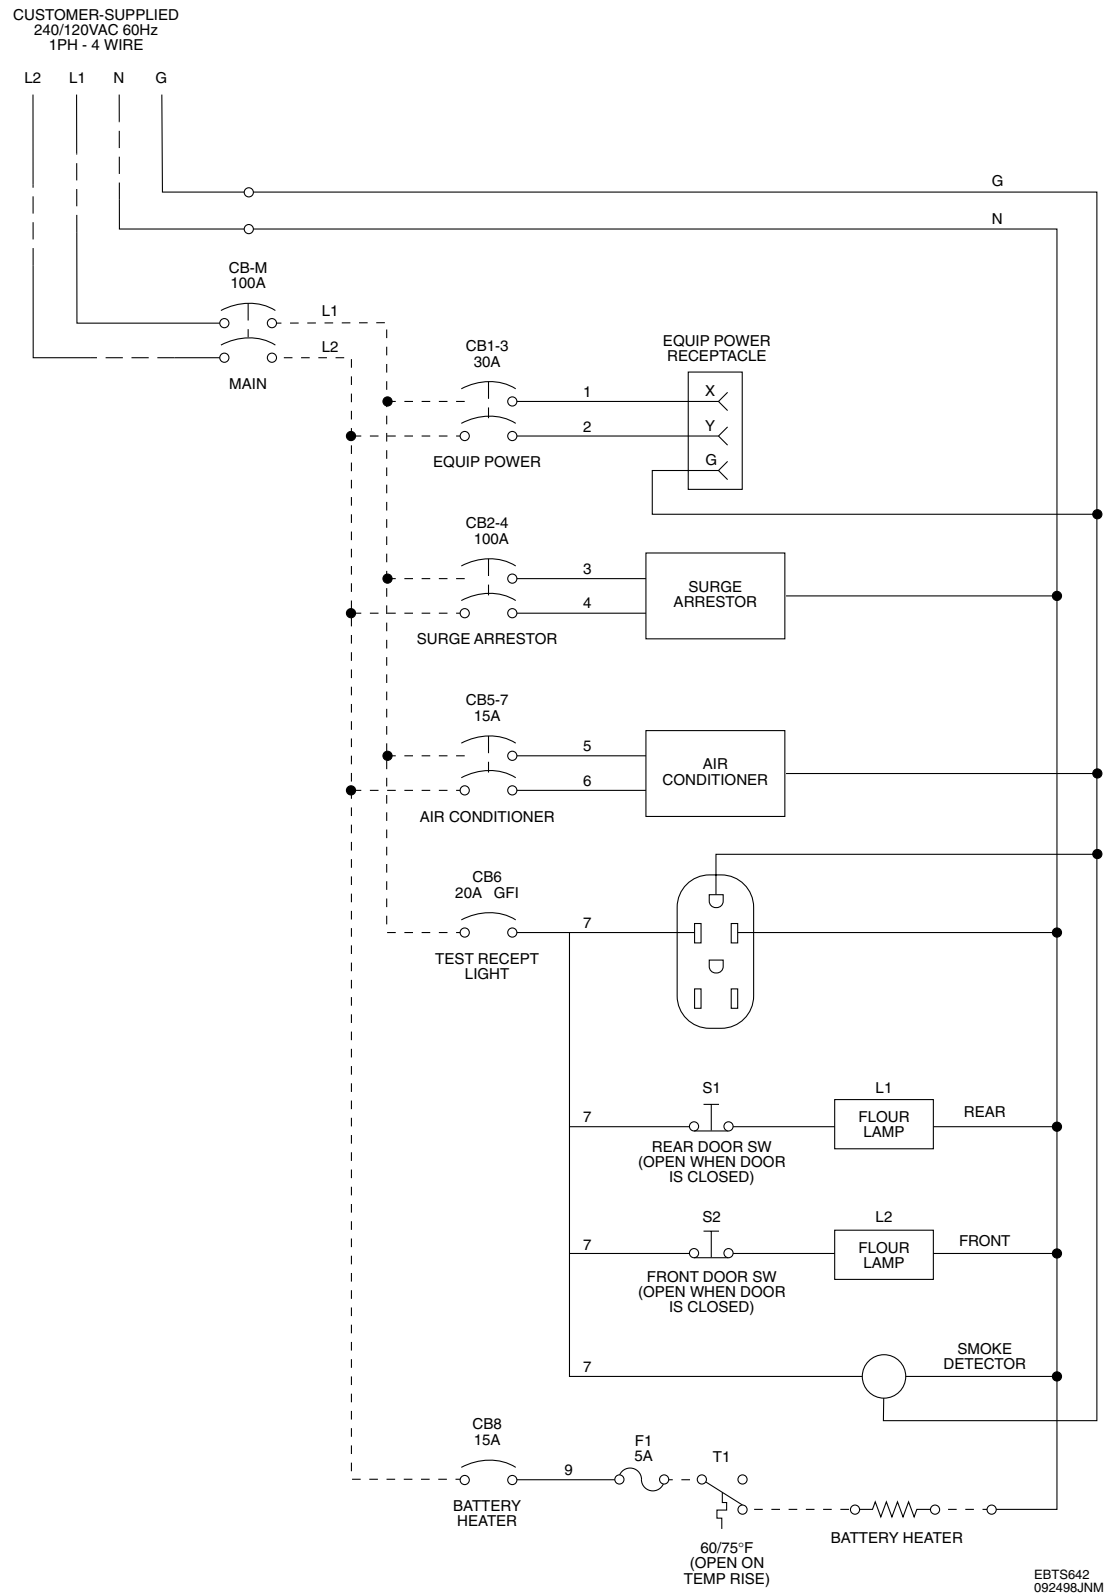 CUSTOMER-SUPPLIED
240/120VAC 60Hz
1PH - 4 WIRE
L2 L1 N G
G
N
CB-M
100A
L1
L2
MAIN
CB1-3
30A
1
2
EQUIP POWER
EQUIP POWER
RECEPTACLE
X
Y
G
CB2-4
100A
3
4
SURGE ARRESTOR
SURGE
ARRESTOR
CB5-7
15A
5
6
AIR CONDITIONER
AIR
CONDITIONER
CB6
20A GFI
7
TEST RECEPT
LIGHT
S1
7
REAR DOOR SW
(OPEN WHEN DOOR
IS CLOSED)
L1
FLOUR
LAMP
REAR
S2
7
FRONT DOOR SW
(OPEN WHEN DOOR
IS CLOSED)
L2
FLOUR
LAMP
FRONT
7
SMOKE
DETECTOR
CB8
15A
9
BATTERY
HEATER
F1
5A
T1
60/75°F
(OPEN ON
TEMP RISE)
BATTERY HEATER
EBTS642
092498JNM